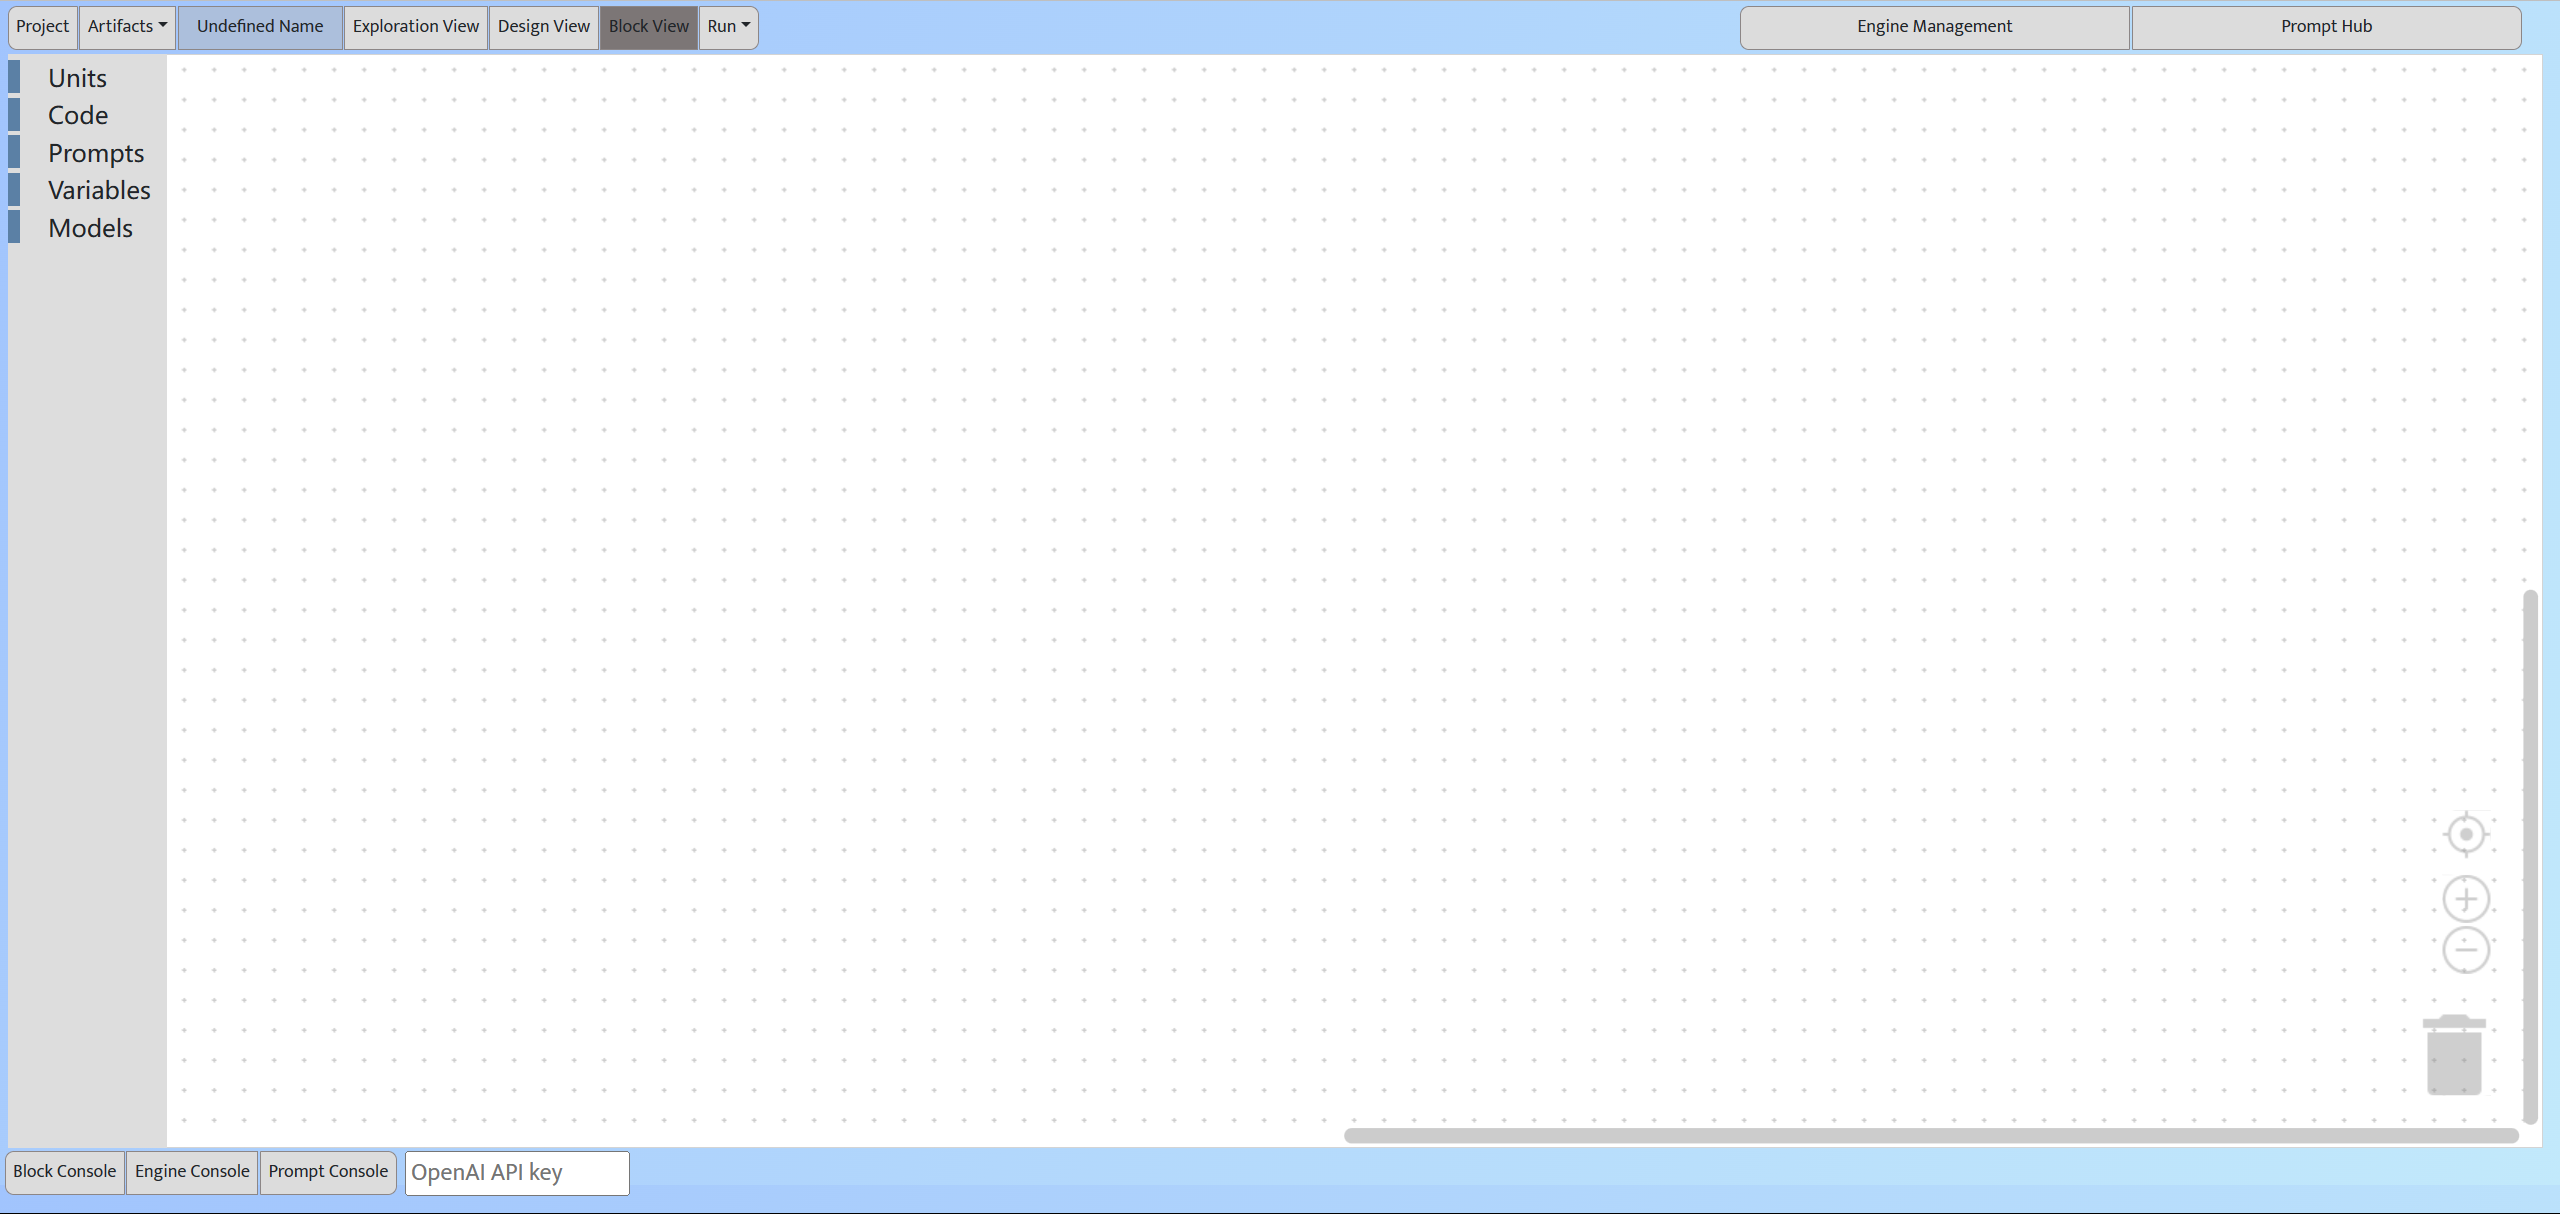 Project Artifacts Undefined Name Exploration View Design View Block View Run Engine Management Prompt Hub
Units
Code
Prompts
Variables
Models
Block Console Engine Console Prompt Console OpenAI API key